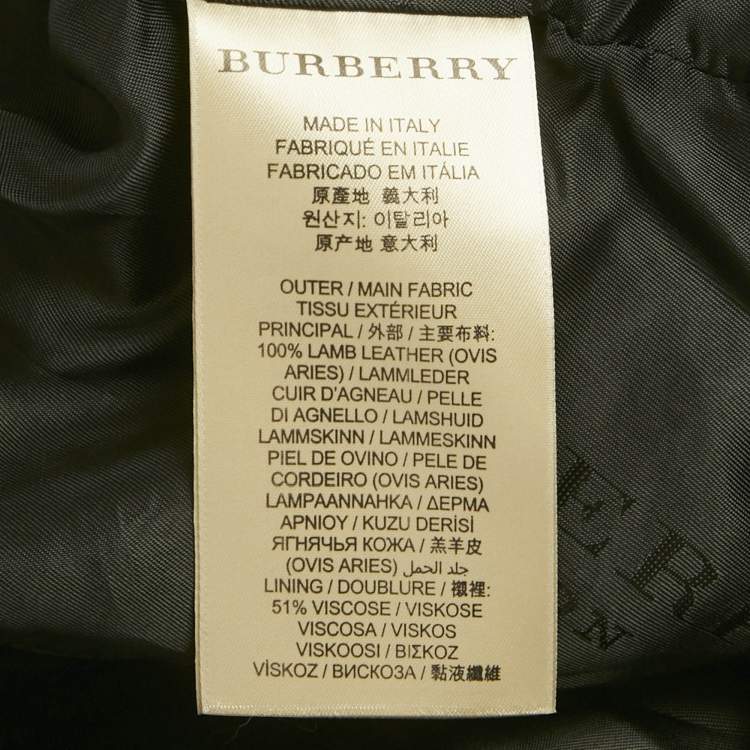 BURBERRY
MADE IN ITALY
FABRIQUÉ EN ITALIE
FABRICADO EM ITÁLIA
原產地 義大利
원산지: 이탈리아
原产地 意大利
OUTER / MAIN FABRIC
TISSU EXTÉRIEUR
PRINCIPAL / 外部 / 主要布料:
100% LAMB LEATHER (OVIS
ARIES) / LAMMLEDER
CUIR D'AGNEAU / PELLE
DI AGNELLO / LAMSHUID
LAMMSKINN / LAMMESKINN
PIEL DE OVINO / PELE DE
CORDEIRO (OVIS ARIES)
LAMPAANNAHKA / ΔΕΡΜΑ
ΑΡΝΙΟΥ / KUZU DERİSİ
ЯГНЯЧЬЯ КОЖА / 羔羊皮
(OVIS ARIES) / جلد الحمل
LINING / DOUBLURE / 襯裡:
51% VISCOSE / VISKOSE
VISCOSA / VISKOS
VISKOOSI / ΒΙΣΚΟΖ
VİSKOZ / ВИСКОЗА / 黏液纖維
ER
ON